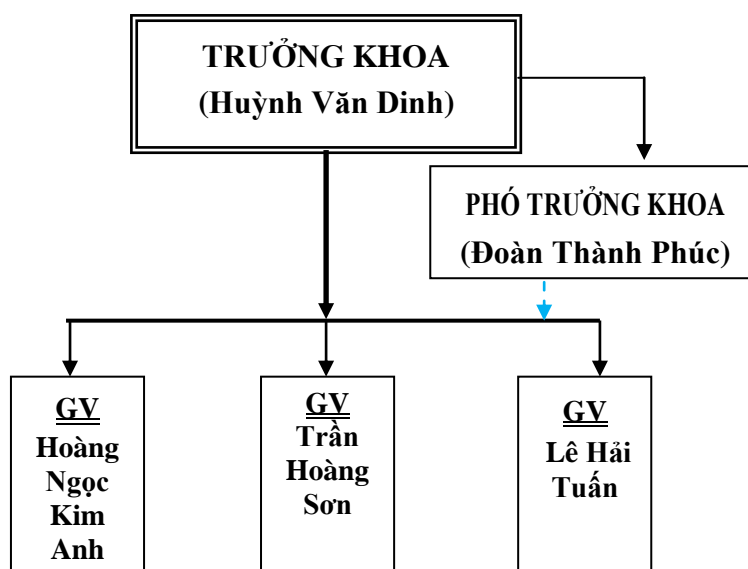 TRƯỞNG KHOA
(Huỳnh Văn Dinh)
PHÓ TRƯỞNG KHOA
(Đoàn Thành Phúc)
GV
Hoàng
Ngọc
Kim
Anh
GV
Trần
Hoàng
Sơn
GV
Lê Hải
Tuấn